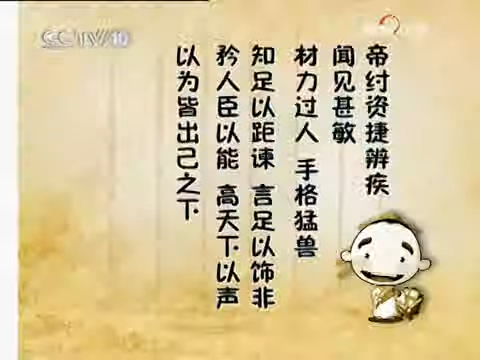 CCTV10
帝纣资捷辨疾
闻见甚敏
材力过人 手格猛兽
知足以距谏 言足以饰非
矜人臣以能 高天下以声
以为皆出己之下